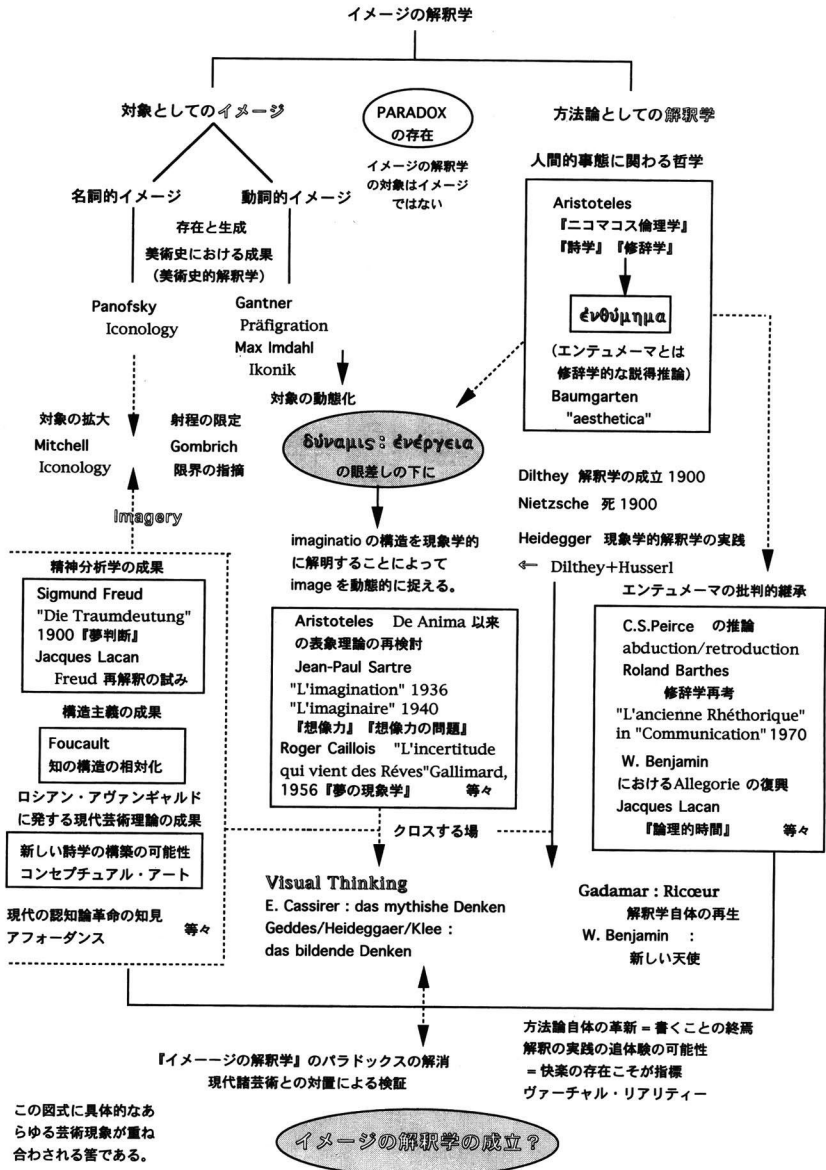 イメージの解釈学
対象としてのイメージ
PARADOX
の存在
イメージの解釈学
の対象はイメージ
ではない
方法論としての解釈学
人間的事態に関わる哲学
名詞的イメージ
動詞的イメージ
存在と生成
美術史における成果
(美術史的解釈学)
Panofsky
Iconology
Gantner
Präfigration
Max Imdahl
Ikonik
対象の動態化
Aristoteles
『ニコマコス倫理学』
『詩学』『修辞学』
ἐνθύμημα
(エンテュメーマとは
修辞学的な説得推論)
Baumgarten
"aesthetica"
対象の拡大
Mitchell
Iconology
射程の限定
Gombrich
限界の指摘
Imagery
δύναμις : ἐνέργεια
の眼差しの下に
Dilthey 解釈学の成立 1900
Nietzsche 死 1900
Heidegger 現象学的解釈学の実践
⇐ Dilthey+Husserl
imaginatio の構造を現象学的
に解明することによって
image を動態的に捉える。
精神分析学の成果
Sigmund Freud
"Die Traumdeutung"
1900『夢判断』
Jacques Lacan
Freud 再解釈の試み
構造主義の成果
Foucault
知の構造の相対化
ロシアン・アヴァンギャルド
に発する現代芸術理論の成果
新しい詩学の構築の可能性
コンセプチュアル・アート
現代の認知論革命の知見
アフォーダンス 等々
Aristoteles De Anima 以来
の表象理論の再検討
Jean-Paul Sartre
"L'imagination" 1936
"L'imaginaire" 1940
『想像力』『想像力の問題』
Roger Caillois "L'incertitude
qui vient des Réves"Gallimard,
1956『夢の現象学』 等々
エンテュメーマの批判的継承
C.S.Peirce の推論
abduction/retroduction
Roland Barthes
修辞学再考
"L'ancienne Rhéthorique"
in "Communication" 1970
W. Benjamin
におけるAllegorie の復興
Jacques Lacan
『論理的時間』 等々
クロスする場
Visual Thinking
E. Cassirer : das mythishe Denken
Geddes/Heideggaer/Klee :
das bildende Denken
Gadamar : Ricœur
解釈学自体の再生
W. Benjamin :
新しい天使
『イメーージの解釈学』のパラドックスの解消
現代諸芸術との対置による検証
方法論自体の革新 = 書くことの終焉
解釈の実践の追体験の可能性
= 快楽の存在こそが指標
ヴァーチャル・リアリティー
この図式に具体的なあ
らゆる芸術現象が重ね
合わされる筈である。
イメージの解釈学の成立?